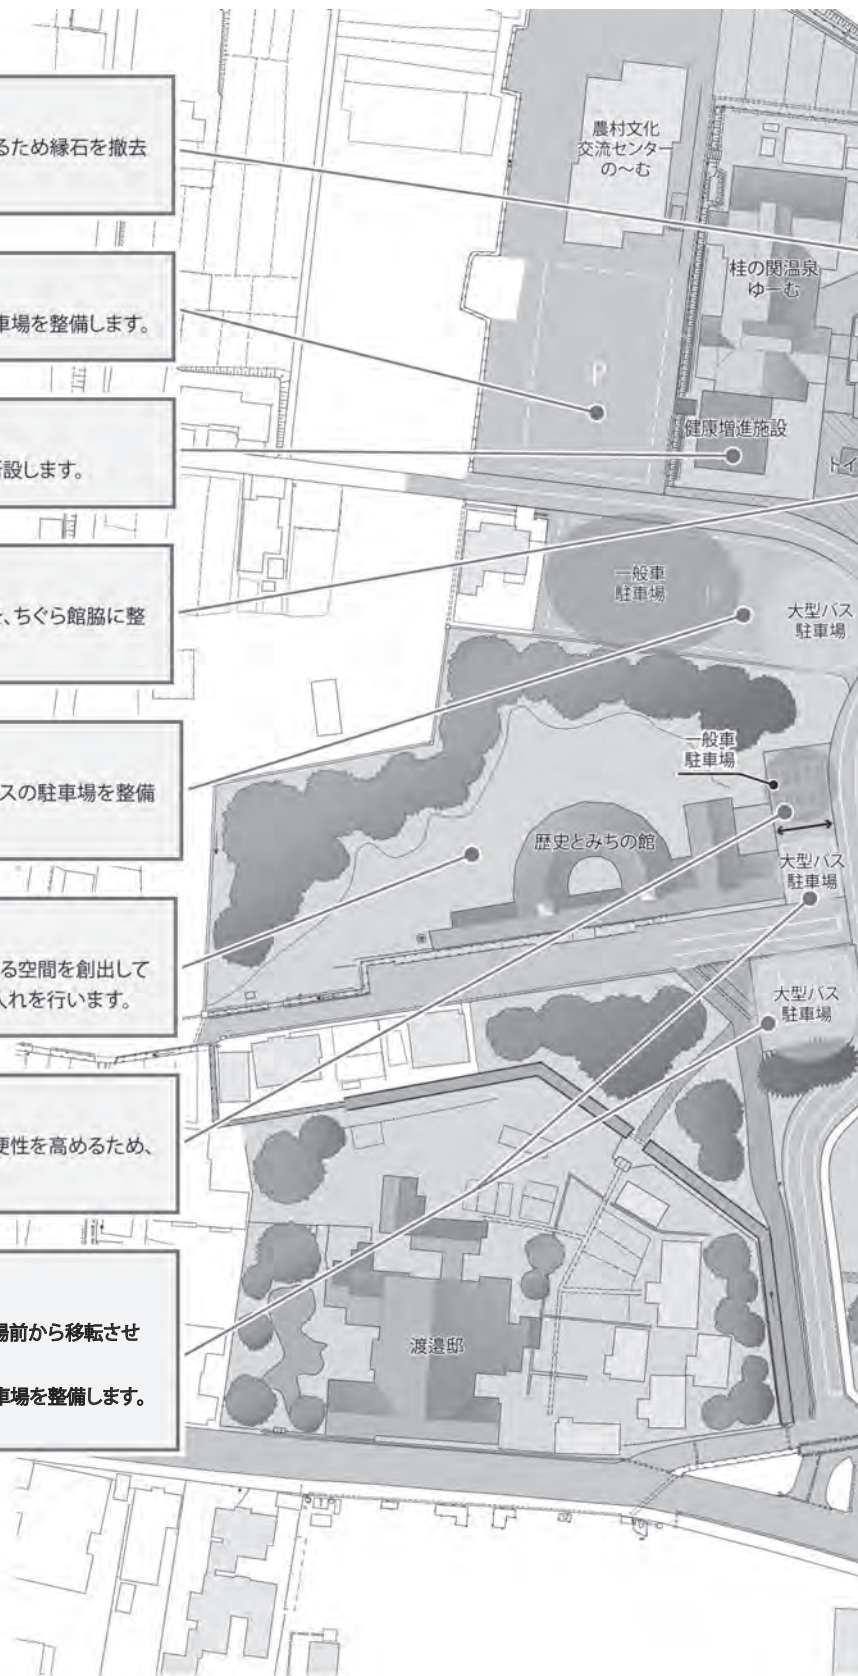 るため縁石を撤去
車場を整備します。
設します。
、ちぐら館脇に整
スの駐車場を整備
る空間を創出して
入れを行います。
便性を高めるため、
場前から移転させ
車場を整備します。
農村文化
交流センター
の～む
桂の関温泉
ゆ～む
P
健康増進施設
トイ
一般車
駐車場
大型バス
駐車場
一般車
駐車場
歴史とみちの館
大型バス
駐車場
大型バス
駐車場
渡邉邸